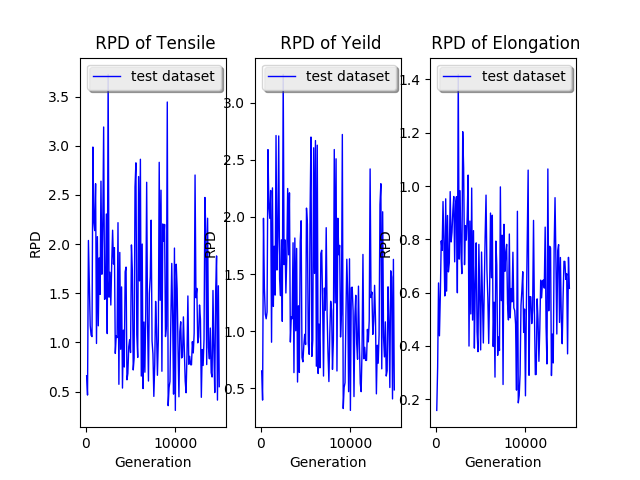 RPD of Tensile
RPD of Yeild
RPD of Elongation
test dataset
test dataset
test dataset
RPD
3.5
3.0
2.5
2.0
1.5
1.0
0.5
0
10000
Generation
RPD
3.0
2.5
2.0
1.5
1.0
0.5
0
10000
Generation
RPD
1.4
1.2
1.0
0.8
0.6
0.4
0.2
0
10000
Generation